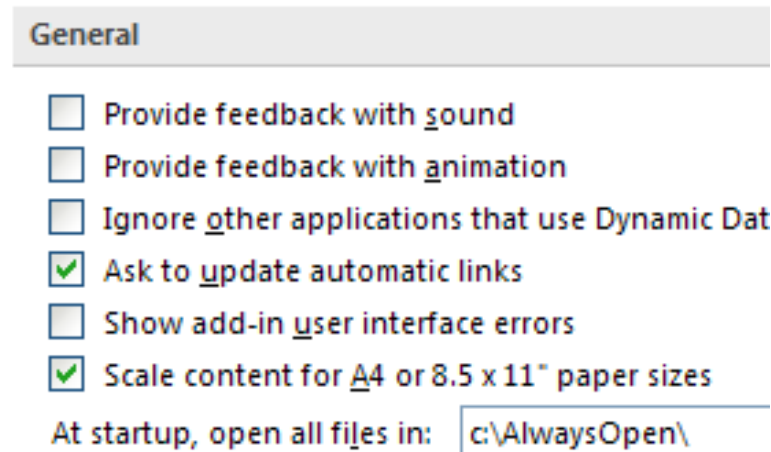 General
Provide feedback with sound
Provide feedback with animation
Ignore other applications that use Dynamic Dat
Ask to update automatic links
Show add-in user interface errors
Scale content for A4 or 8.5 x 11" paper sizes
At startup, open all files in: c:\AlwaysOpen\